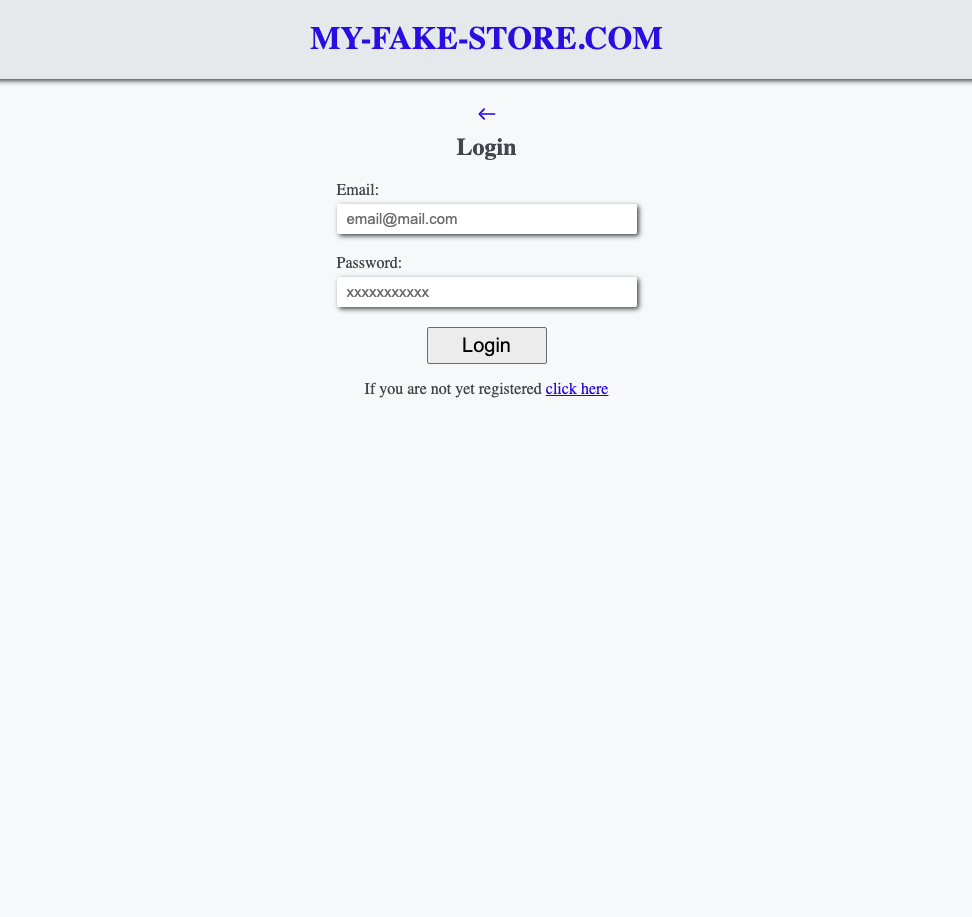 MY-FAKE-STORE.COM
←
Login
Email:
email@mail.com
Password:
xxxxxxxxxxx
Login
If you are not yet registered click here